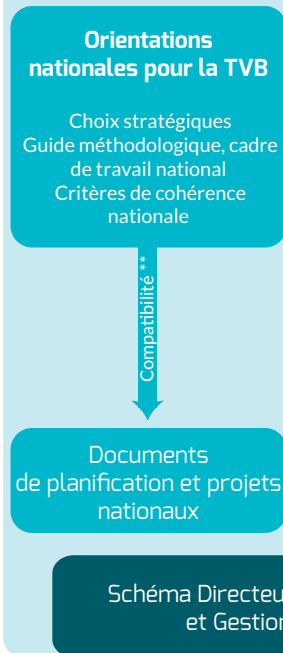 Orientations
nationales pour la TVB
Choix stratégiques
Guide méthodologique, cadre
de travail national
Critères de cohérence
nationale
Compatibilité **
Documents
de planification et projets
nationaux
Schéma Directeu
et Gestion